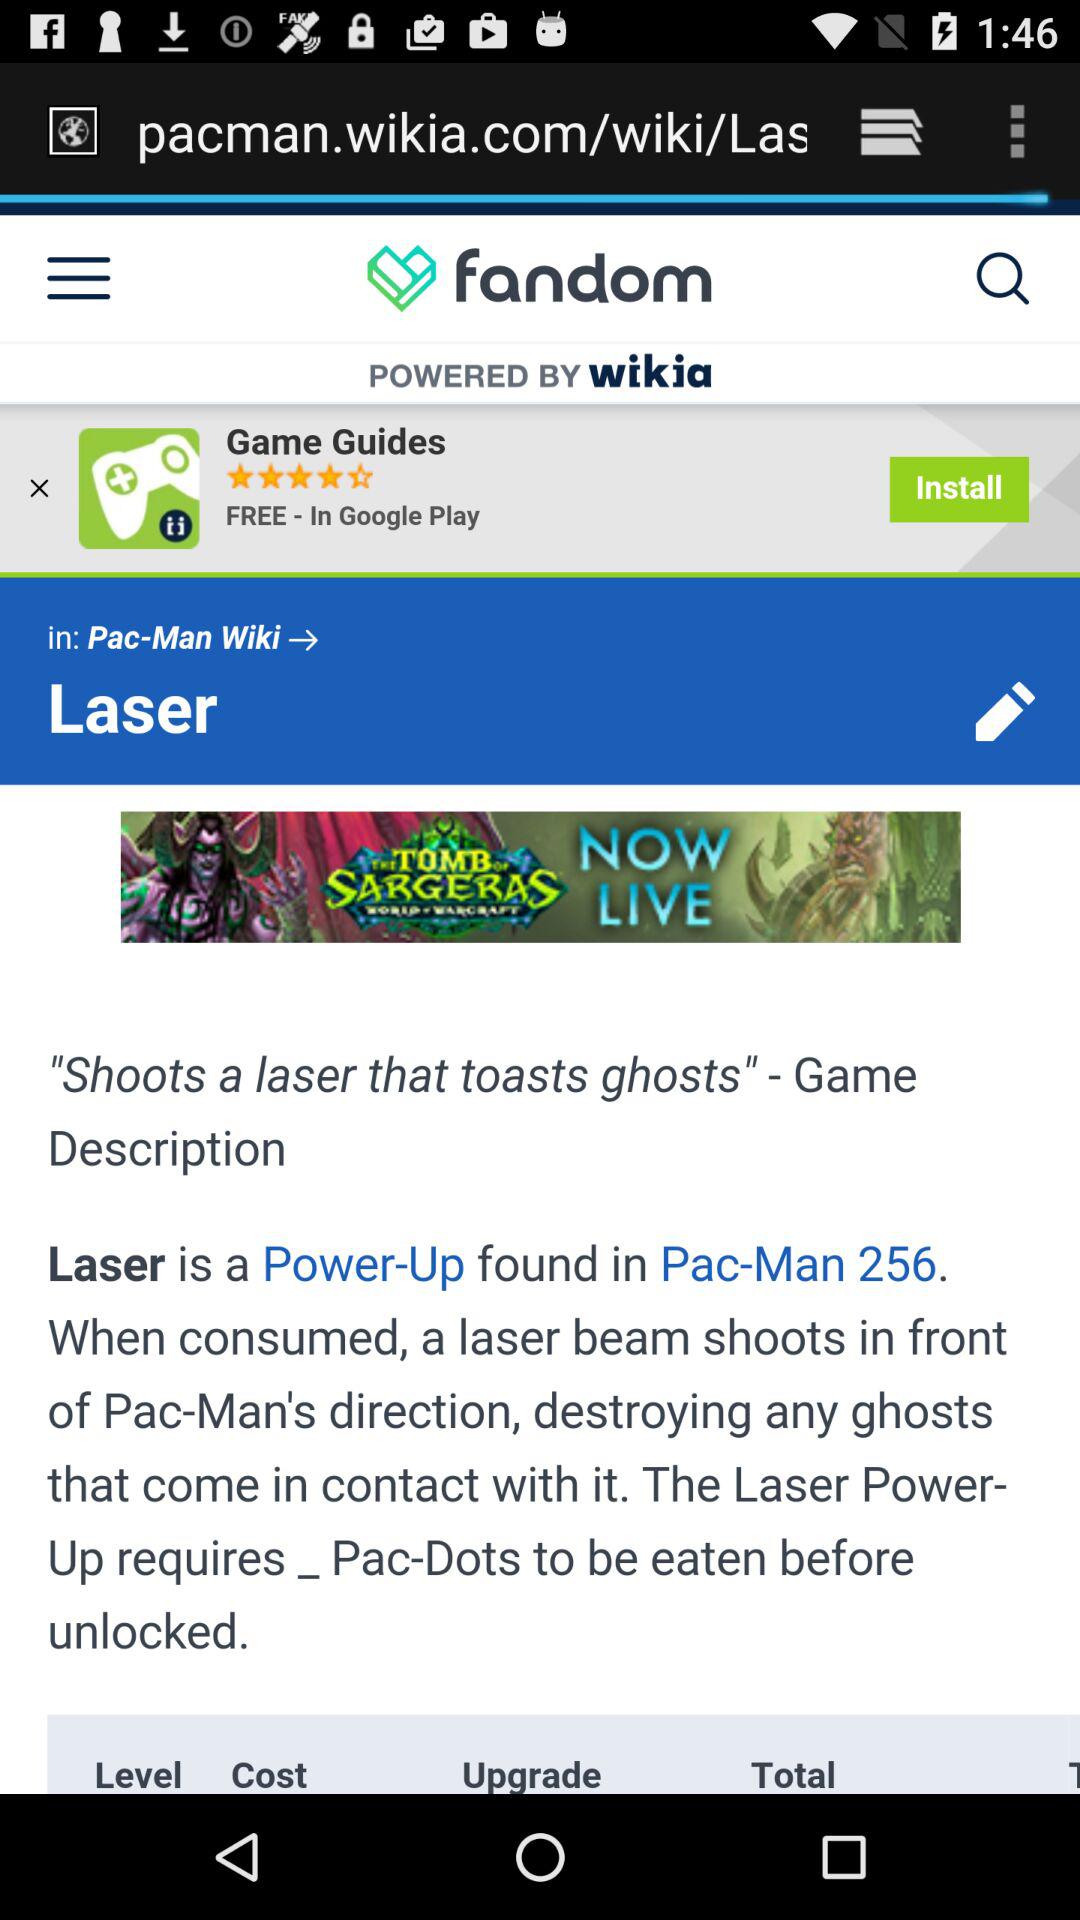 FAKE
1:46
pacman.wikia.com/wiki/Las
fandom
POWERED BY wikia
Game Guides
FREE - In Google Play
Install
in: Pac-Man Wiki →
Laser
THE TOMB OF SARGERAS
WORLD OF WARCRAFT
NOW LIVE
"Shoots a laser that toasts ghosts" - Game
Description
Laser is a Power-Up found in Pac-Man 256.
When consumed, a laser beam shoots in front
of Pac-Man's direction, destroying any ghosts
that come in contact with it. The Laser Power-
Up requires _ Pac-Dots to be eaten before
unlocked.
Level Cost Upgrade Total